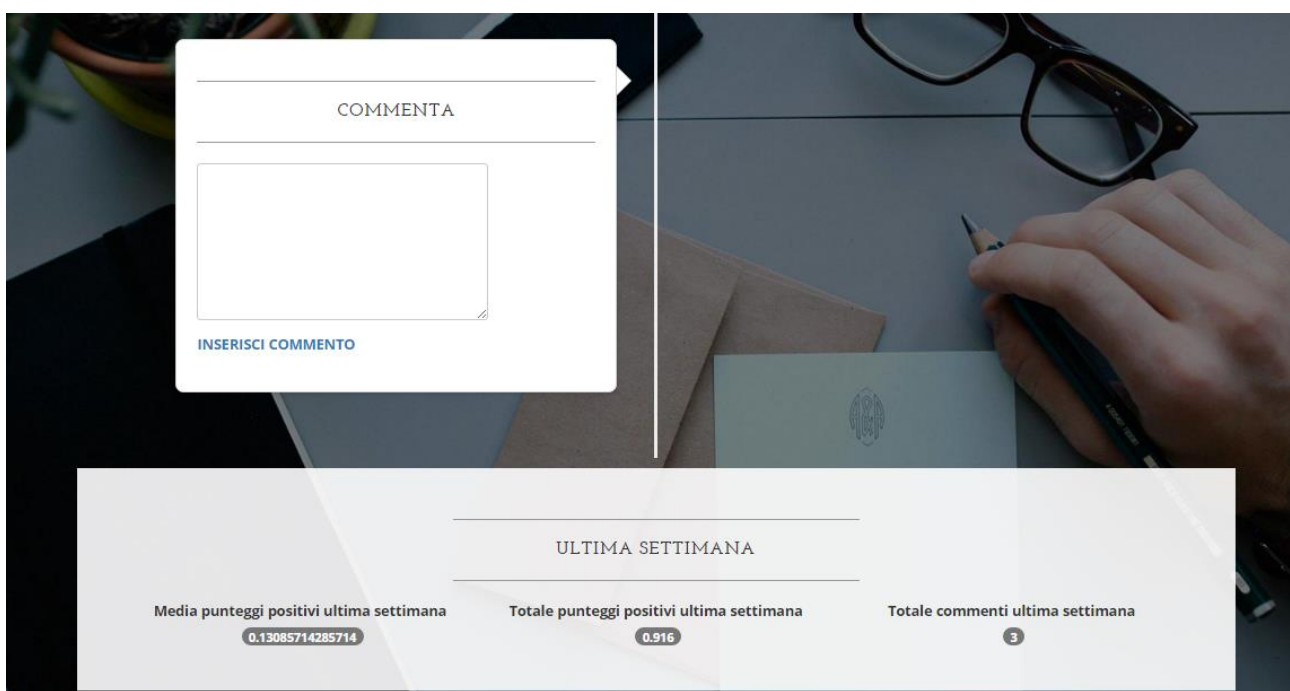 COMMENTA
INSERISCI COMMENTO
ULTIMA SETTIMANA
Media punteggi positivi ultima settimana
0.13085714285714
Totale punteggi positivi ultima settimana
0.916
Totale commenti ultima settimana
3